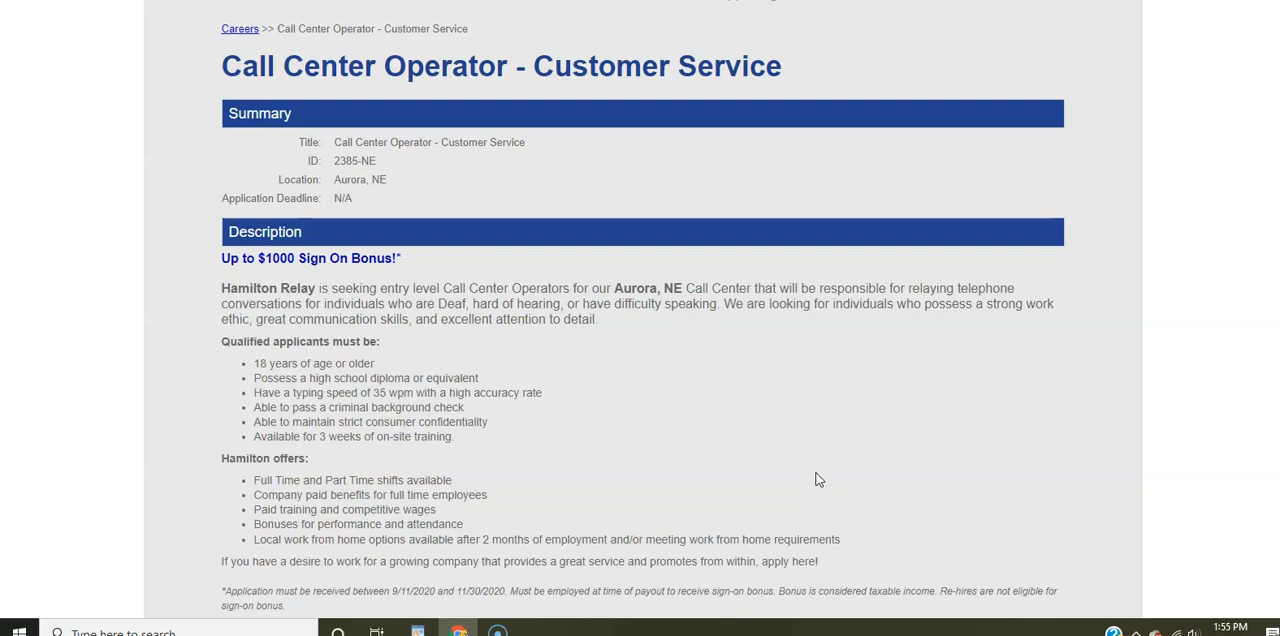 Careers >> Call Center Operator - Customer Service
Call Center Operator - Customer Service
Summary
Title: Call Center Operator - Customer Service
ID: 2385-NE
Location: Aurora, NE
Application Deadline: N/A
Description
Up to $1000 Sign On Bonus!*
Hamilton Relay is seeking entry level Call Center Operators for our Aurora, NE Call Center that will be responsible for relaying telephone
conversations for individuals who are Deaf, hard of hearing, or have difficulty speaking. We are looking for individuals who possess a strong work
ethic, great communication skills, and excellent attention to detail.
Qualified applicants must be:
• 18 years of age or older
• Possess a high school diploma or equivalent
• Have a typing speed of 35 wpm with a high accuracy rate
• Able to pass a criminal background check
• Able to maintain strict consumer confidentiality
• Available for 3 weeks of on-site training.
Hamilton offers:
• Full Time and Part Time shifts available
• Company paid benefits for full time employees
• Paid training and competitive wages
• Bonuses for performance and attendance
• Local work from home options available after 2 months of employment and/or meeting work from home requirements
If you have a desire to work for a growing company that provides a great service and promotes from within, apply here!
*Application must be received between 9/11/2020 and 11/30/2020. Must be employed at time of payout to receive sign-on bonus. Bonus is considered taxable income. Re-hires are not eligible for
sign-on bonus.
Type here to search
1:55 PM